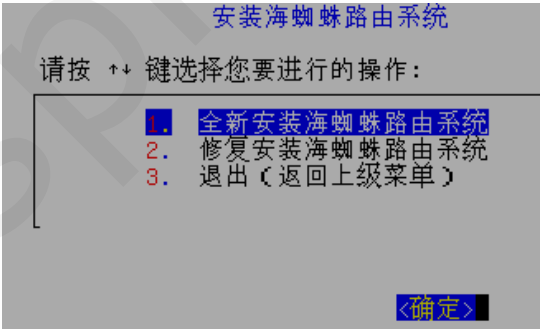 安装海蜘蛛路由系统
请按 ↑↓ 键选择您要进行的操作:
1. 全新安装海蜘蛛路由系统
2. 修复安装海蜘蛛路由系统
3. 退出(返回上级菜单)
<确定>